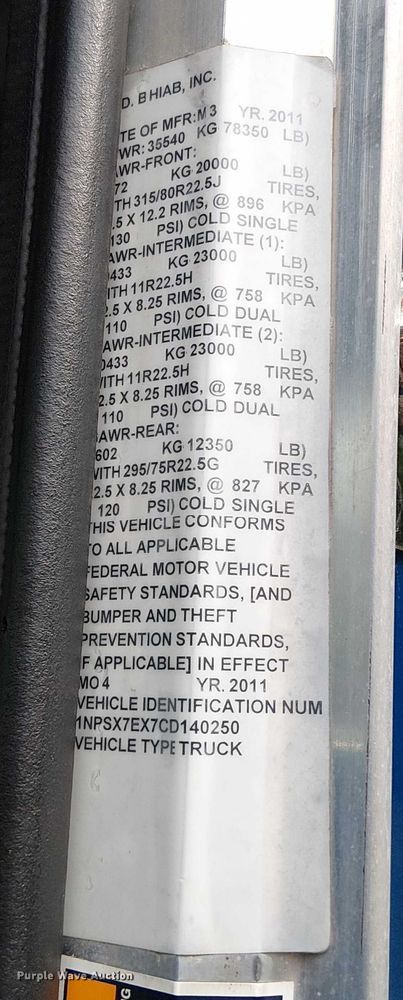 D. B HIAB, INC.
TE OF MFR: M 3 YR. 2011
WR: 35540 KG 78350 LB)
AWR-FRONT:
72 KG 20000 LB)
TH 315/80R22.5J TIRES,
.5 X 12.2 RIMS, @ 896 KPA
130 PSI) COLD SINGLE
AWR-INTERMEDIATE (1):
0433 KG 23000 LB)
ITH 11R22.5H TIRES,
2.5 X 8.25 RIMS, @ 758 KPA
110 PSI) COLD DUAL
AWR-INTERMEDIATE (2):
0433 KG 23000 LB)
VITH 11R22.5H TIRES,
2.5 X 8.25 RIMS, @ 758 KPA
110 PSI) COLD DUAL
AWR-REAR:
602 KG 12350 LB)
VITH 295/75R22.5G TIRES,
2.5 X 8.25 RIMS, @ 827 KPA
120 PSI) COLD SINGLE
THIS VEHICLE CONFORMS
TO ALL APPLICABLE
FEDERAL MOTOR VEHICLE
SAFETY STANDARDS, [AND
BUMPER AND THEFT
PREVENTION STANDARDS,
IF APPLICABLE] IN EFFECT
MO 4 YR. 2011
VEHICLE IDENTIFICATION NUM
1NPSX7EX7CD140250
VEHICLE TYPE TRUCK
Purple Wave Auction
G